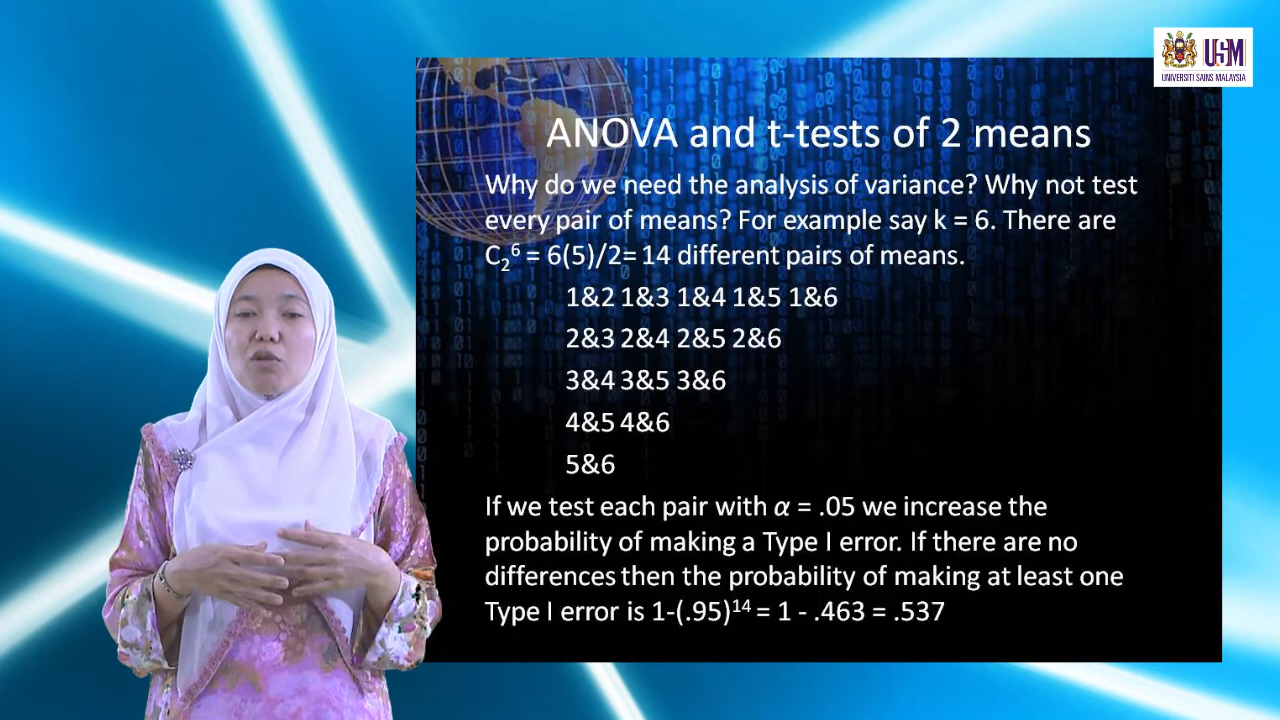 USM
UNIVERSITI SAINS MALAYSIA
ANOVA and t-tests of 2 means
Why do we need the analysis of variance? Why not test
every pair of means? For example say k = 6. There are
C₂⁶ = 6(5)/2= 14 different pairs of means.
1&2 1&3 1&4 1&5 1&6
2&3 2&4 2&5 2&6
3&4 3&5 3&6
4&5 4&6
5&6
If we test each pair with α = .05 we increase the
probability of making a Type I error. If there are no
differences then the probability of making at least one
Type I error is 1-(.95)¹⁴ = 1 - .463 = .537